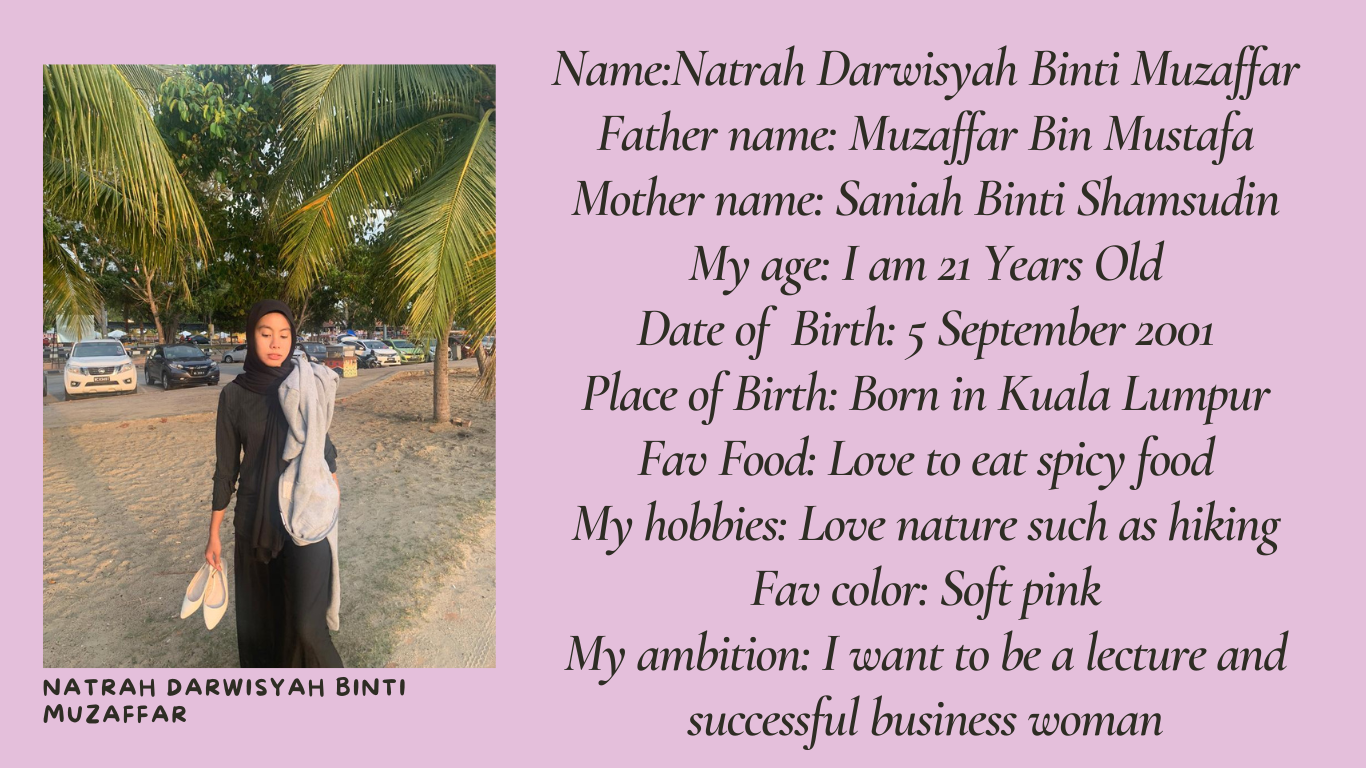 Name:Natrah Darwisyah Binti Muzaffar
Father name: Muzaffar Bin Mustafa
Mother name: Saniah Binti Shamsudin
My age: I am 21 Years Old
Date of  Birth: 5 September 2001
Place of Birth: Born in Kuala Lumpur
Fav Food: Love to eat spicy food
My hobbies: Love nature such as hiking
Fav color: Soft pink
My ambition: I want to be a lecture and
successful business woman
NATRAH DARWISYAH BINTI
MUZAFFAR